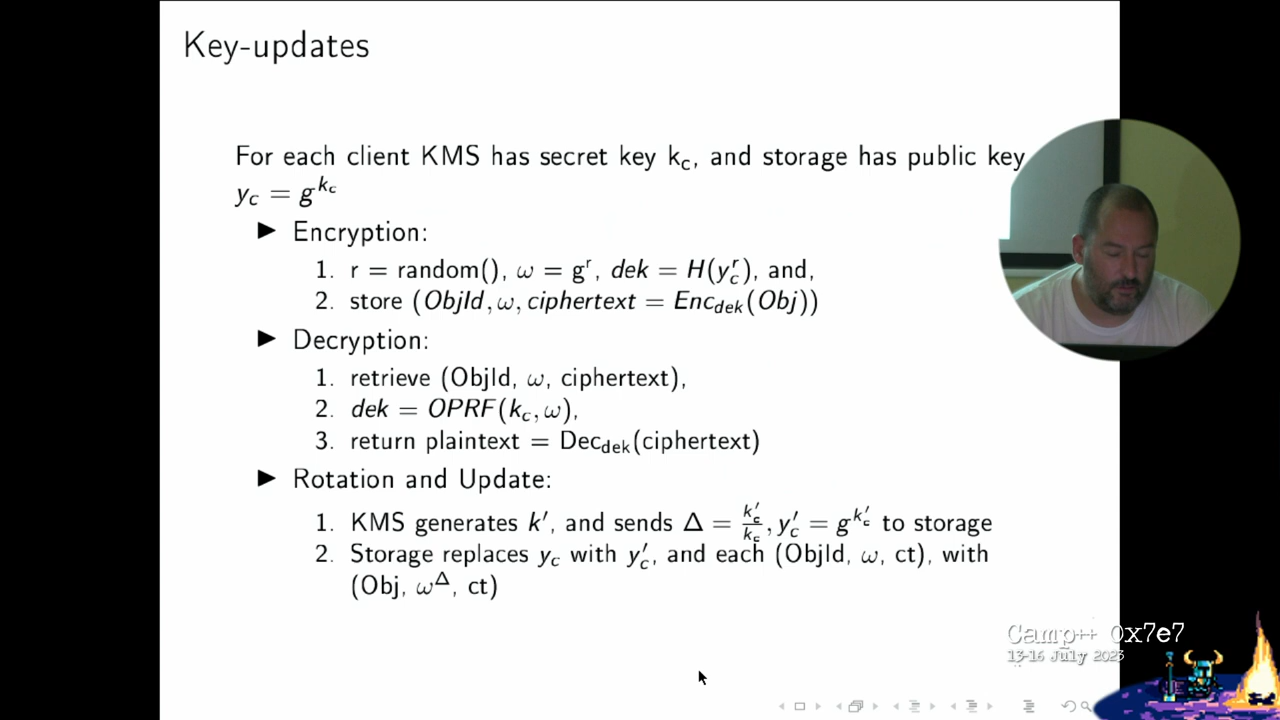 Key-updates
For each client KMS has secret key k_c, and storage has public key
y_c = g^{k_c}
► Encryption:
1. r = random(), ω = g^r, dek = H(y_c^r), and,
2. store (ObjId, ω, ciphertext = Enc_dek(Obj))
► Decryption:
1. retrieve (ObjId, ω, ciphertext),
2. dek = OPRF(k_c, ω),
3. return plaintext = Dec_dek(ciphertext)
► Rotation and Update:
1. KMS generates k′, and sends Δ = k′_c/k_c, y′_c = g^{k′_c} to storage
2. Storage replaces y_c with y′_c, and each (ObjId, ω, ct), with
(Obj, ω^Δ, ct)
Camp++ 0x7e7
13-16 July 2023